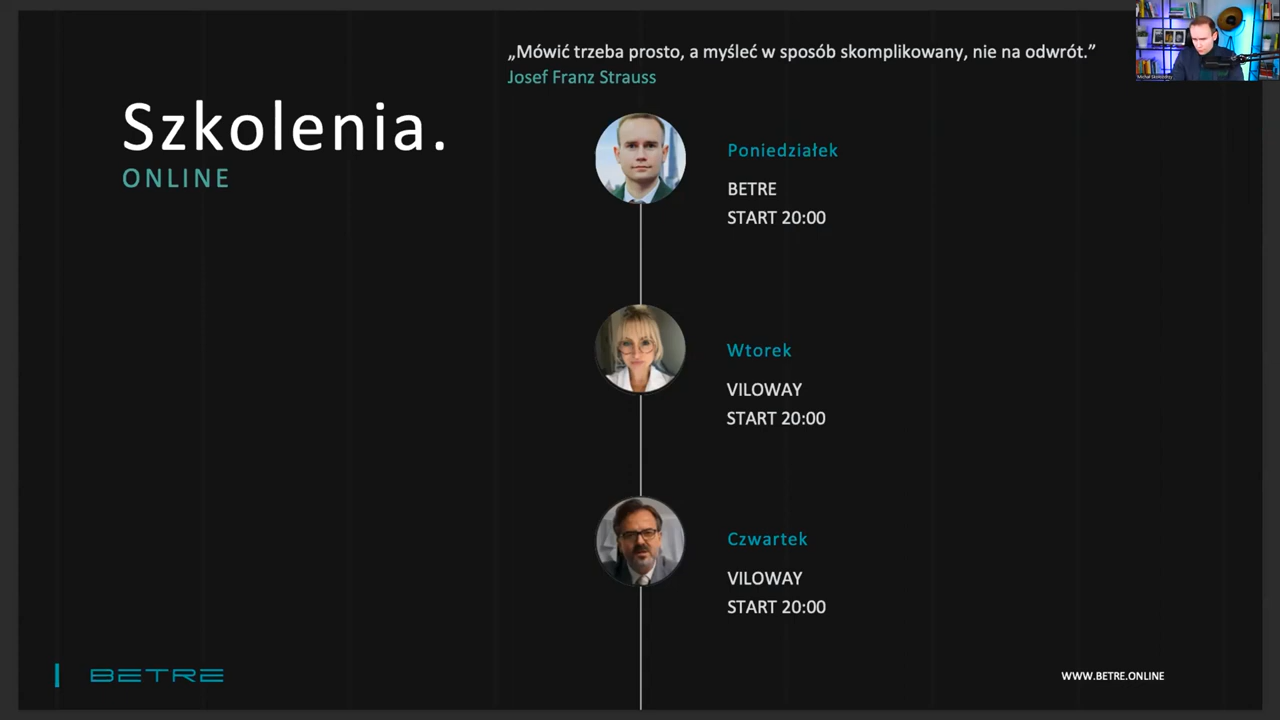 „Mówić trzeba prosto, a myśleć w sposób skomplikowany, nie na odwrót.”
Josef Franz Strauss
Szkolenia.
ONLINE
Poniedziałek
BETRE
START 20:00
Wtorek
VILOWAY
START 20:00
Czwartek
VILOWAY
START 20:00
BETRE
WWW.BETRE.ONLINE